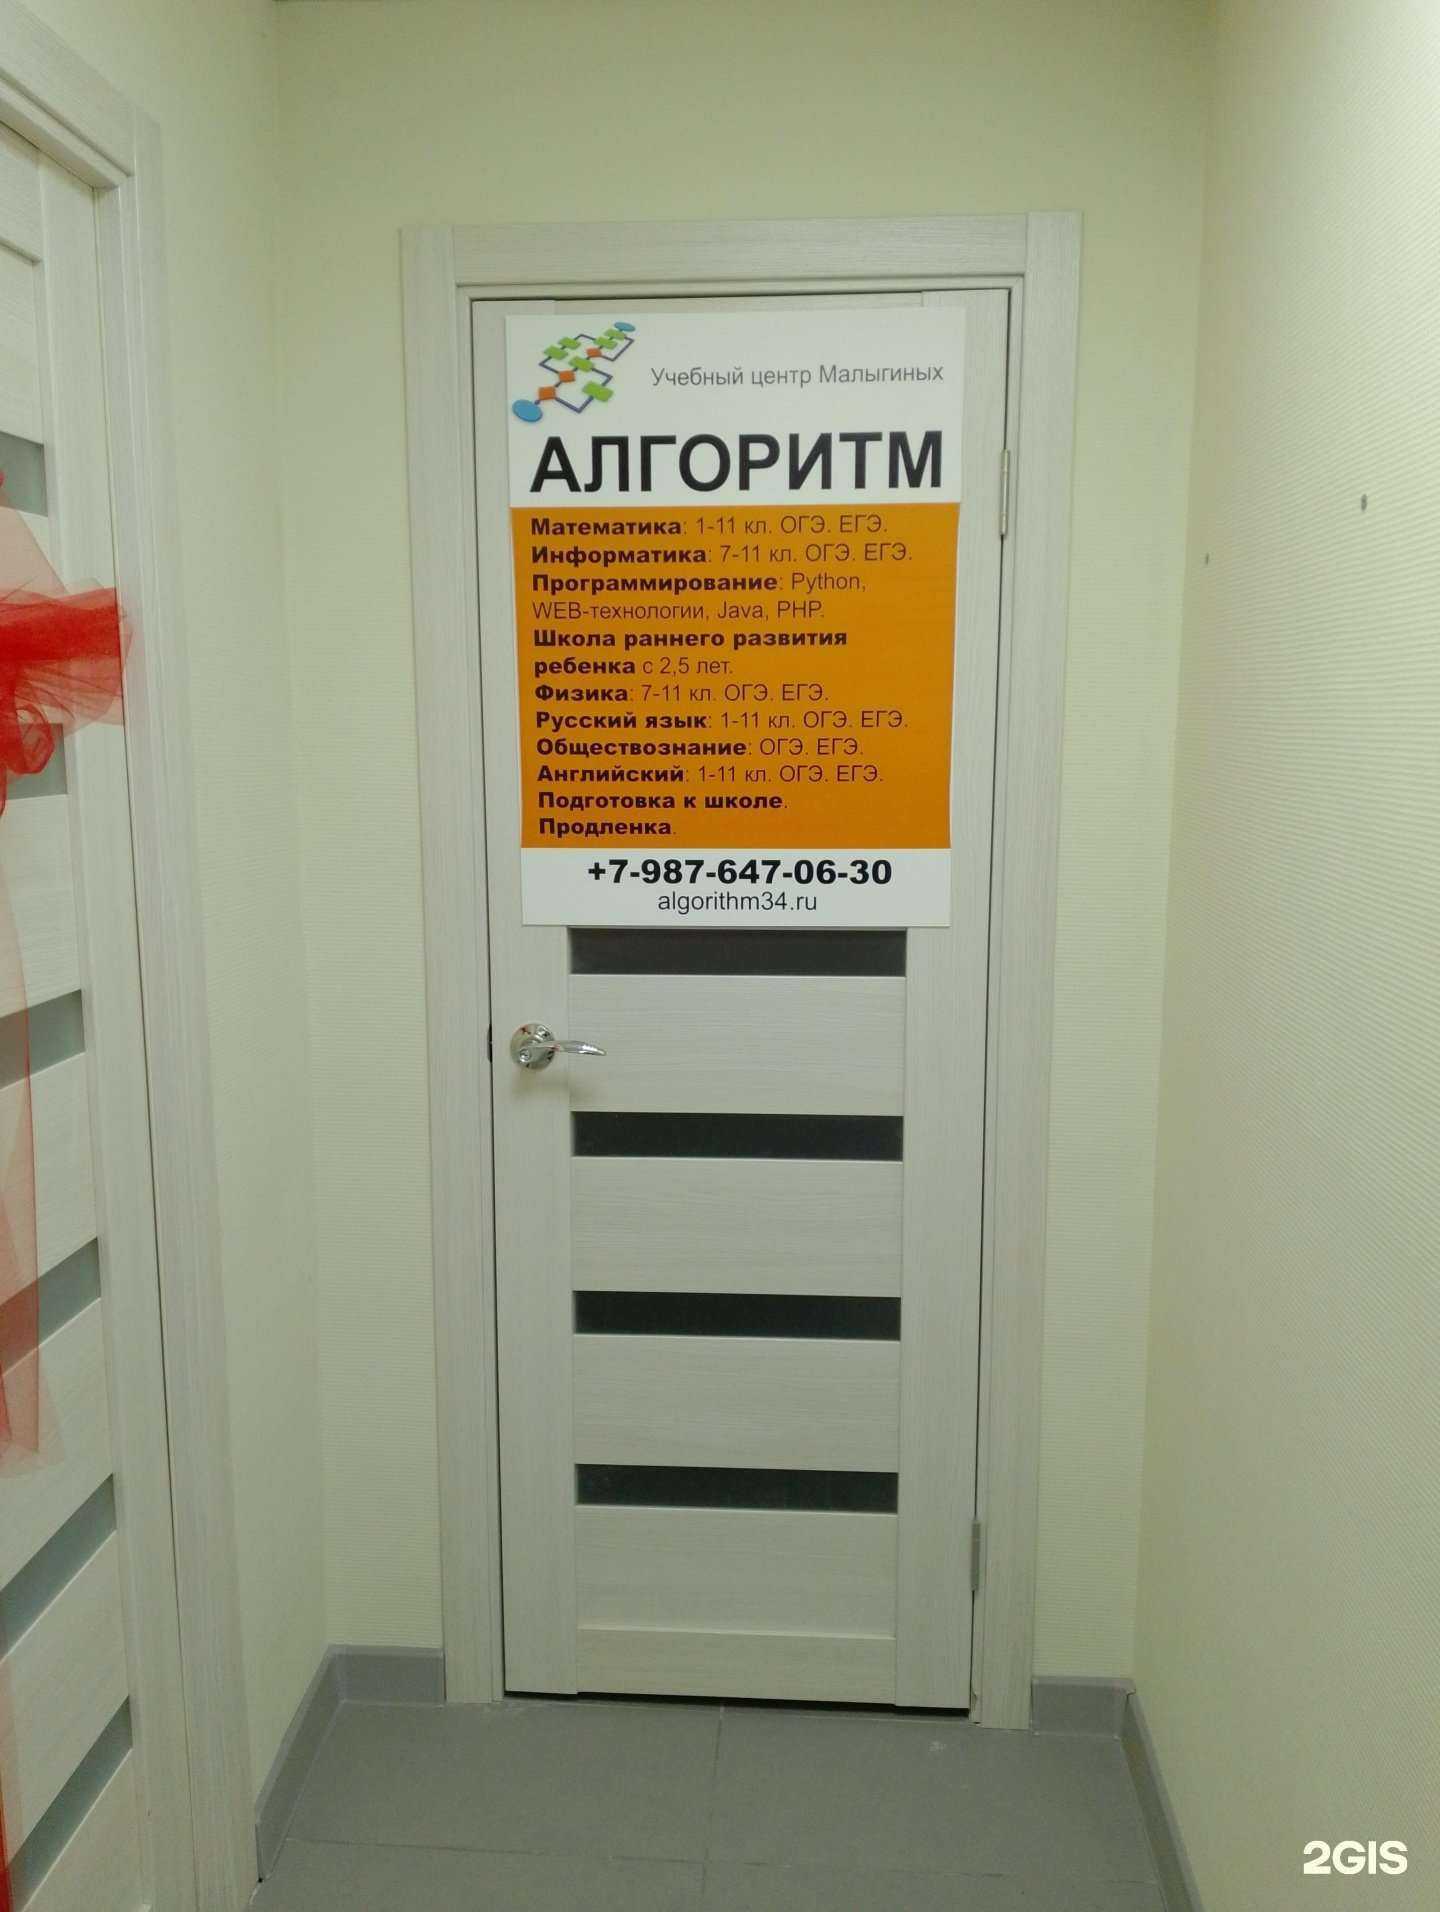 Учебный центр Малыгиных
АЛГОРИТМ
Математика: 1-11 кл. ОГЭ. ЕГЭ.
Информатика: 7-11 кл. ОГЭ. ЕГЭ.
Программирование: Python,
WEB-технологии, Java, PHP.
Школа раннего развития
ребенка с 2,5 лет.
Физика: 7-11 кл. ОГЭ. ЕГЭ.
Русский язык: 1-11 кл. ОГЭ. ЕГЭ.
Обществознание: ОГЭ. ЕГЭ.
Английский: 1-11 кл. ОГЭ. ЕГЭ.
Подготовка к школе.
Продленка.
+7-987-647-06-30
algorithm34.ru
2GIS